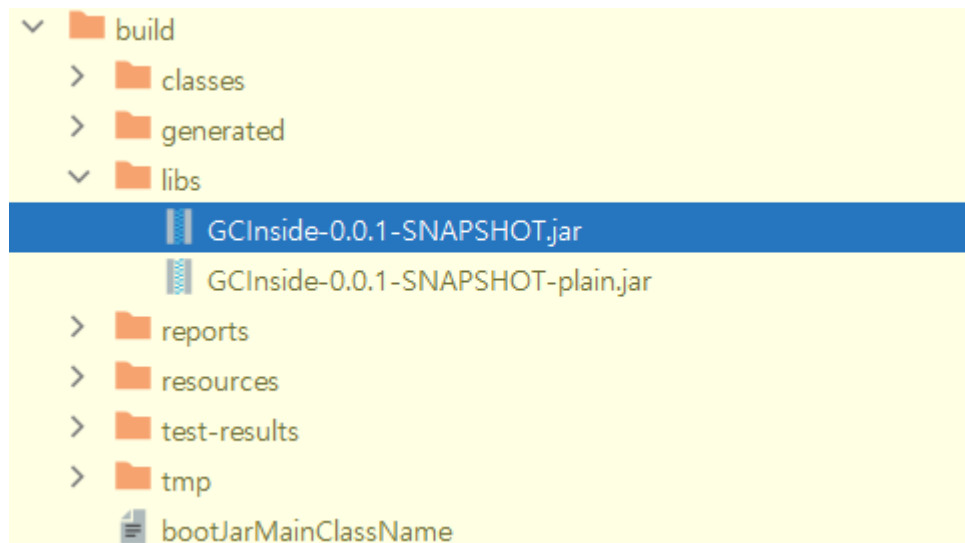 build
classes
generated
libs
GCInside-0.0.1-SNAPSHOT.jar
GCInside-0.0.1-SNAPSHOT-plain.jar
reports
resources
test-results
tmp
bootJarMainClassName